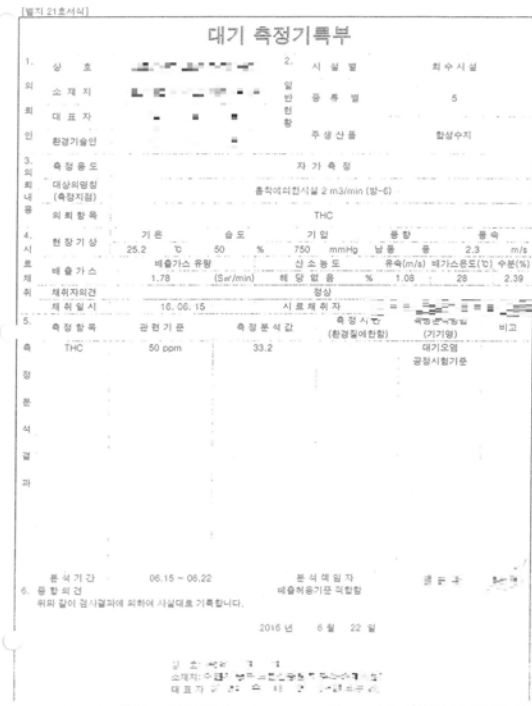 [별지 21호서식]
대기 측정기록부
1. 상 호 2. 시 설 별 회수시설
의 소 재 지 일반현황 종 류 별 5
뢰 대 표 자
인 환경기술인 주생산품 합성수지
3. 측정용도 자 가 측 정
의뢰내용 대상의명칭 (측정지점) 흡착에의한시설 2 m3/min (방-6)
의뢰항목 THC
4. 현장기상 기 온 습 도 기 압 풍 향 풍 속
시 25.2 ℃ 50 % 750 mmHg 남동 풍 2.3 m/s
료 배출가스 배출가스 유량 산 소 농 도 유속(m/s) 배가스온도(℃) 수분(%)
채 1.78 (S㎥/min) 해 당 없 음 % 1.08 28 2.39
취 채취자의견 정상
채 취 일 시 16. 06. 15 시 료 채 취 자
5. 측 정 항 목 관 련 기 준 측 정 분 석 값 측 정 시 간 (환경질에한함) (기기명) 비고
측 THC 50 ppm 33.2 대기오염
정 공정시험기준
분
석
결
과
분 석 기 간 06.15 ~ 06.22 분 석 책 임 자
6. 종 합 의 견 배출허용기준 적합함
위와 같이 검사결과에 의하여 사실대로 기록합니다.
2016 년 6 월 22 일
상 호:
소재지:
대 표 자